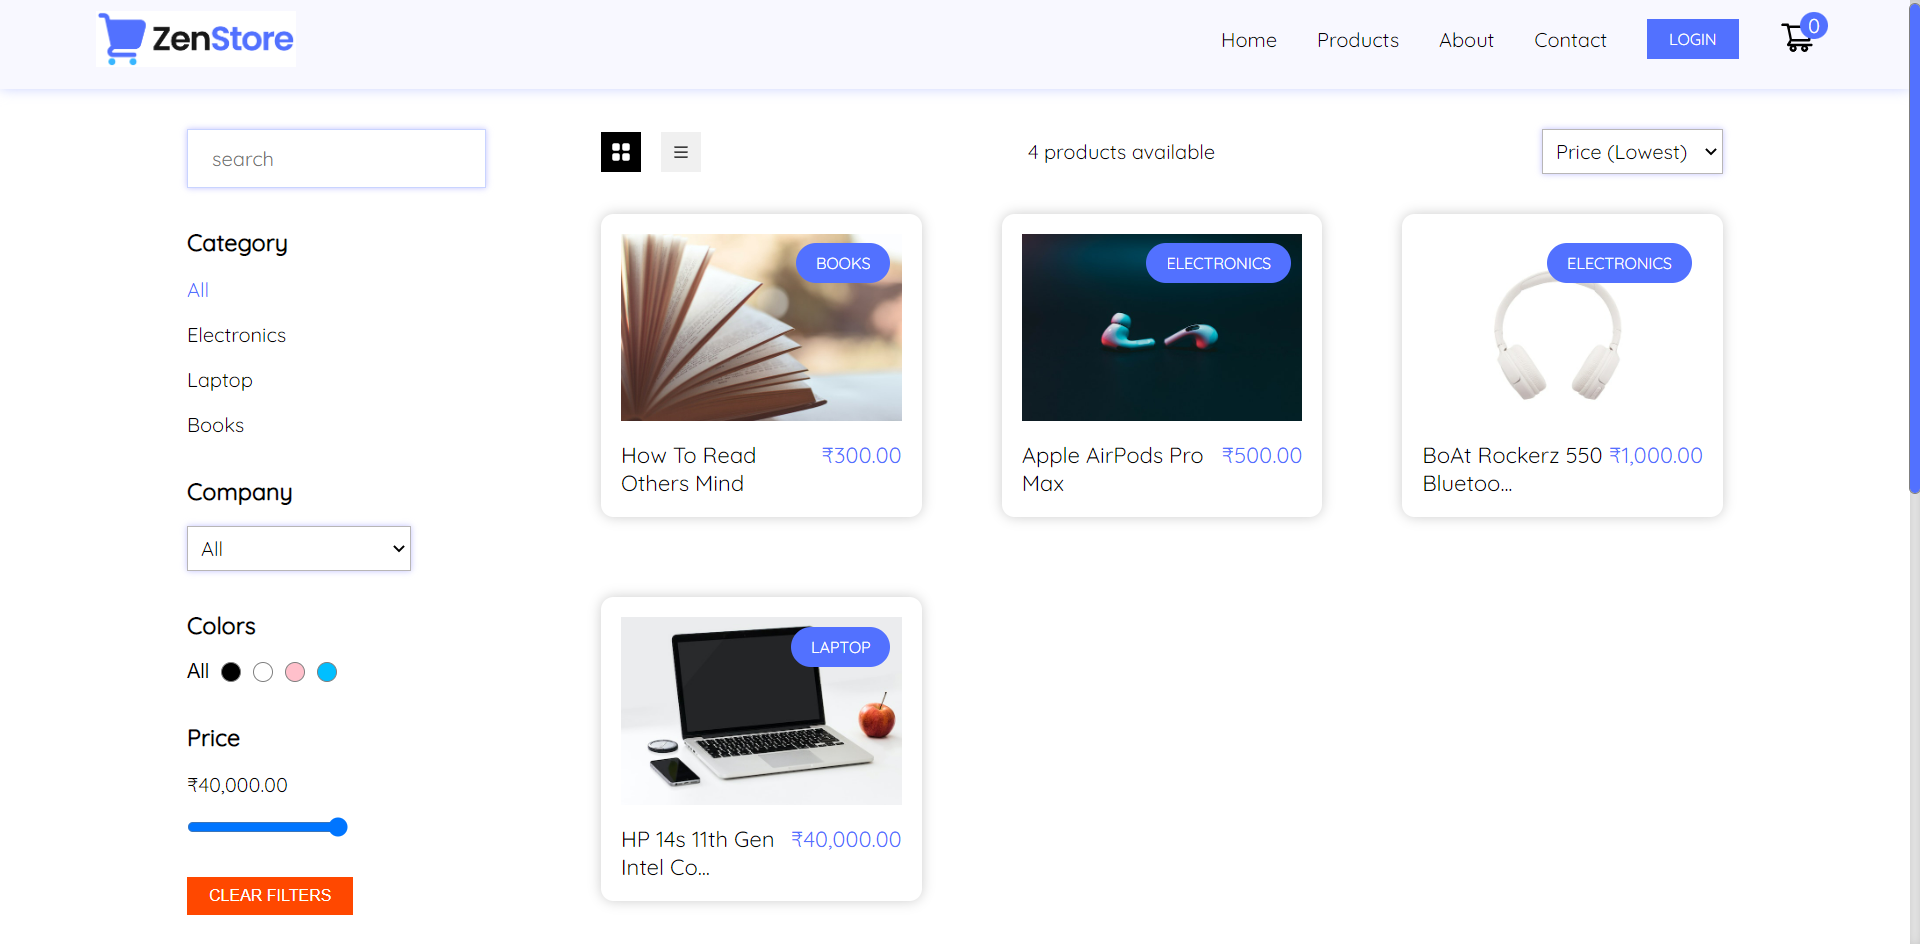 ZenStore
Home
Products
About
Contact
LOGIN
0
search
4 products available
Price (Lowest)
Category
All
Electronics
Laptop
Books
Company
All
Colors
All
Price
₹40,000.00
CLEAR FILTERS
BOOKS
How To Read
Others Mind
₹300.00
ELECTRONICS
Apple AirPods Pro
Max
₹500.00
ELECTRONICS
BoAt Rockerz 550
Bluetoo...
₹1,000.00
LAPTOP
HP 14s 11th Gen
Intel Co...
₹40,000.00